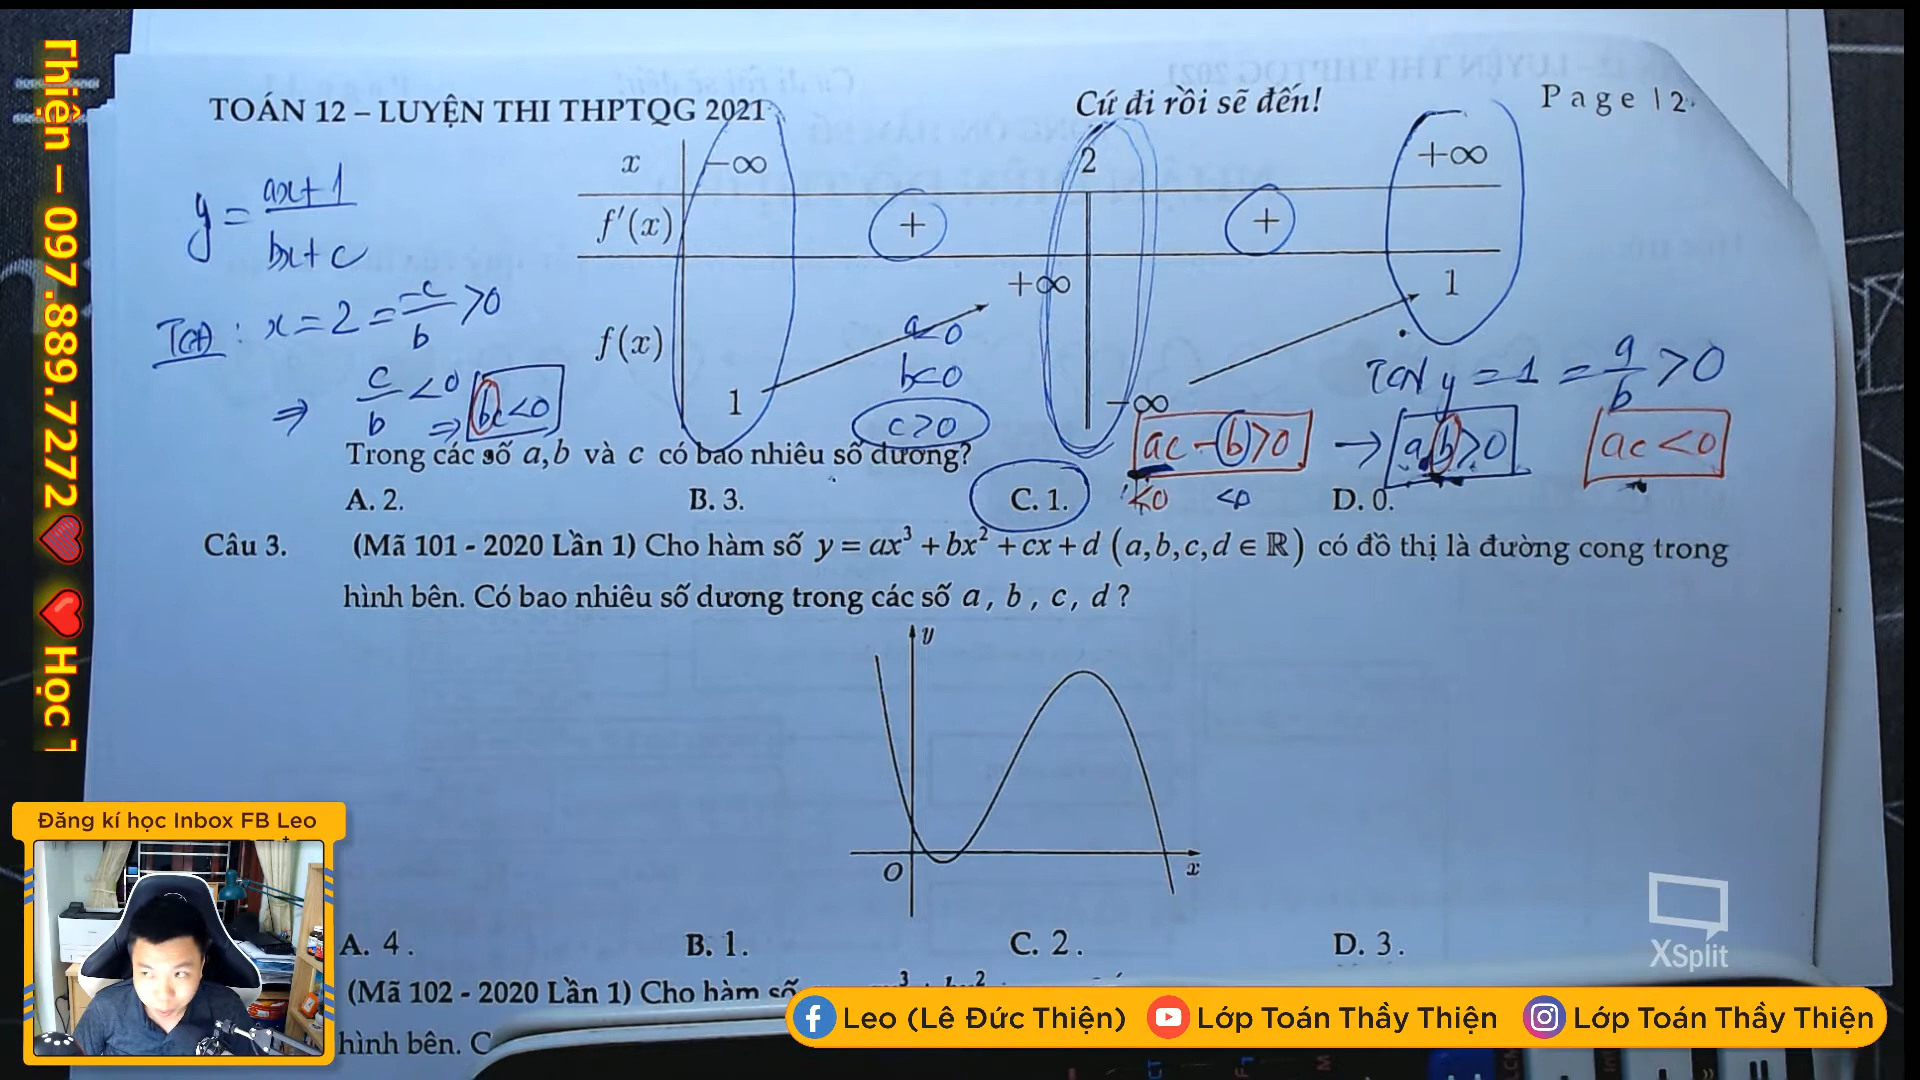 Thiện – 097.889.7272 ❤ ❤ Học T
TOÁN 12 – LUYỆN THI THPTQG 2021
Cứ đi rồi sẽ đến!
Page | 2
x −∞ 2 +∞
f′(x) + +
f(x) 1 +∞ −∞ 1
y = (ax+1)/(bx+c)
TCĐ: x = 2 = −c/b > 0
⇒ c/b < 0 ⇒ bc < 0
a < 0
b < 0
c > 0
TCN y = 1 = a/b > 0
ac − b > 0 → ab > 0 ac < 0
< 0 < 0
Trong các số a, b và c có bao nhiêu số dương?
A. 2. B. 3. C. 1. D. 0.
Câu 3. (Mã 101 - 2020 Lần 1) Cho hàm số y = ax³ + bx² + cx + d (a, b, c, d ∈ ℝ) có đồ thị là đường cong trong
hình bên. Có bao nhiêu số dương trong các số a, b, c, d?
y
O x
A. 4. B. 1. C. 2. D. 3.
(Mã 102 - 2020 Lần 1) Cho hàm số
hình bên. C
Đăng kí học Inbox FB Leo
XSplit
Leo (Lê Đức Thiện) Lớp Toán Thầy Thiện Lớp Toán Thầy Thiện